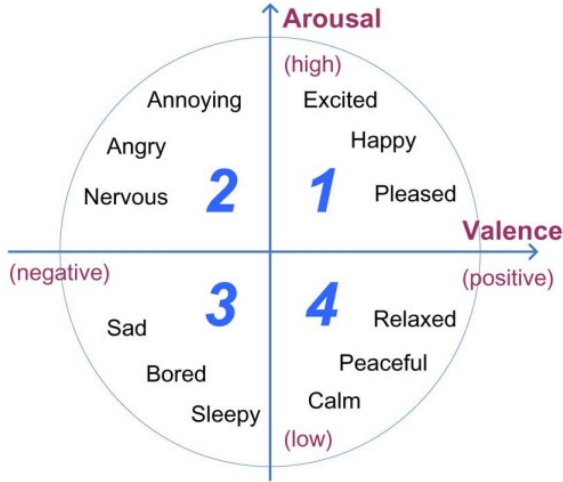 Arousal
(high)
Annoying
Excited
Happy
Angry
2
1
Nervous
Pleased
Valence
(negative)
(positive)
3
4
Sad
Relaxed
Bored
Peaceful
Sleepy
Calm
(low)